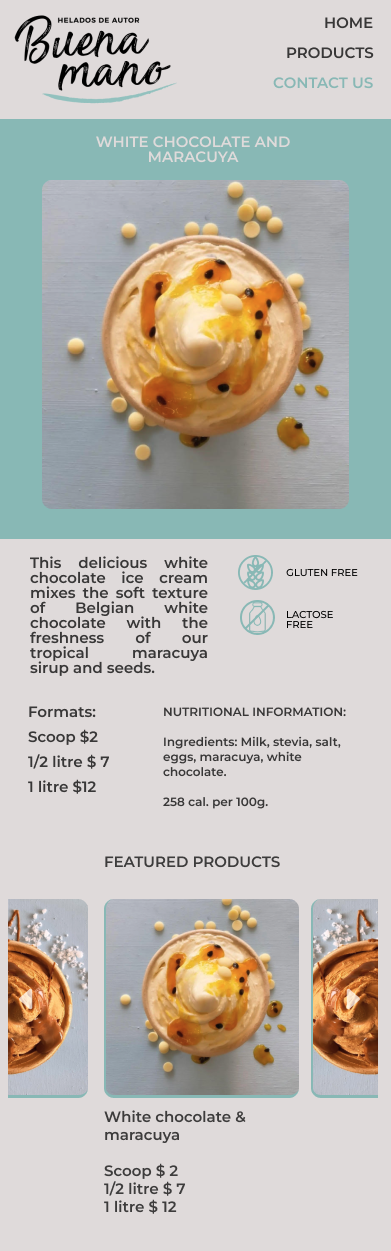 HELADOS DE AUTOR
Buena
mano
HOME
PRODUCTS
CONTACT US
WHITE CHOCOLATE AND
MARACUYA
This delicious white
chocolate ice cream
mixes the soft texture
of Belgian white
chocolate with the
freshness of our
tropical maracuya
sirup and seeds.
GLUTEN FREE
LACTOSE
FREE
Formats:
Scoop $2
1/2 litre $ 7
1 litre $12
NUTRITIONAL INFORMATION:
Ingredients: Milk, stevia, salt,
eggs, maracuya, white
chocolate.
258 cal. per 100g.
FEATURED PRODUCTS
White chocolate &
maracuya
Scoop $ 2
1/2 litre $ 7
1 litre $ 12